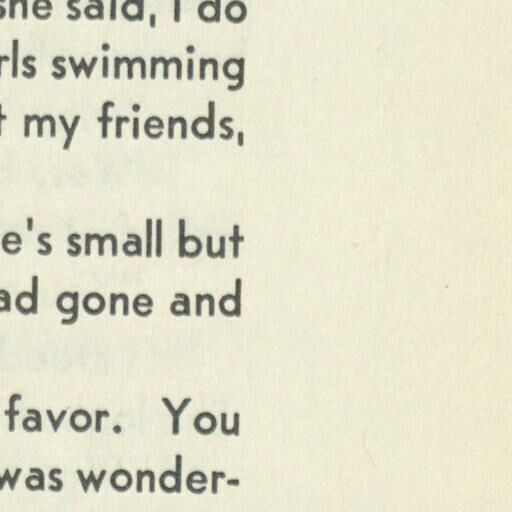 she said, I do
rls swimming
t my friends,
e's small but
ad gone and
favor. You
was wonder-